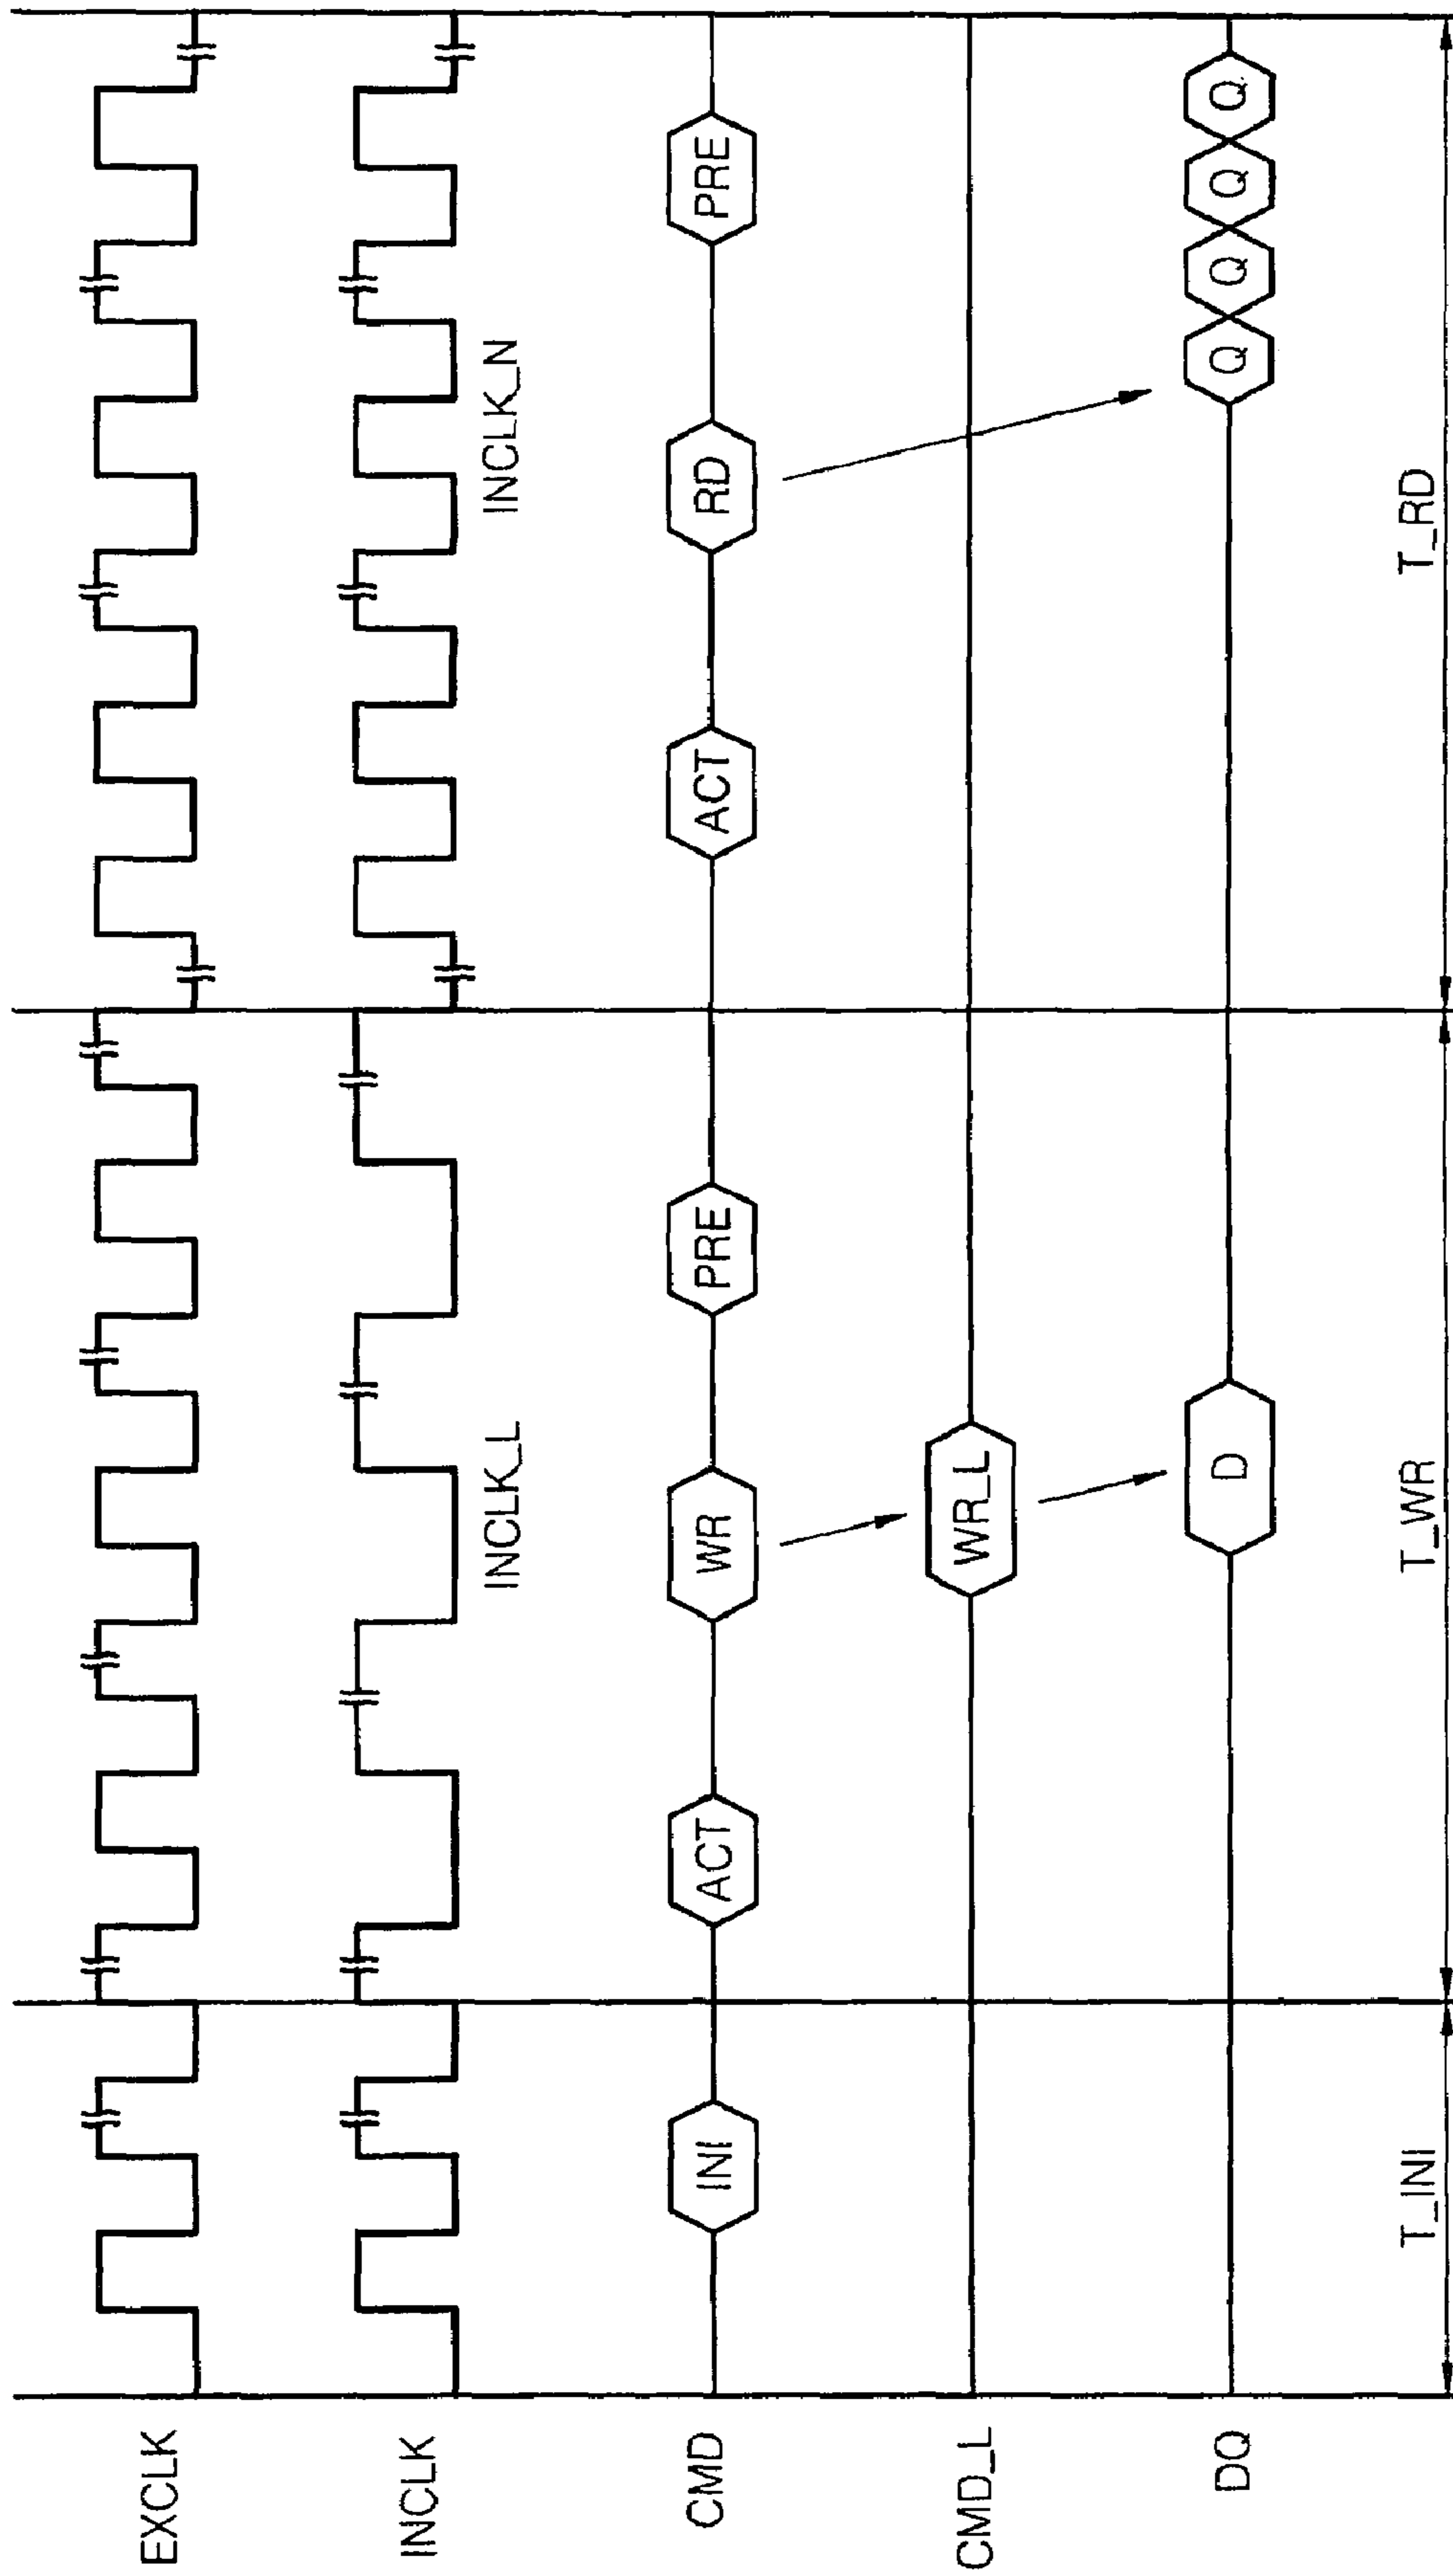 EXCLK
INCLK
INCLK_L
INCLK_N
CMD
INI
ACT
WR
PRE
ACT
RD
PRE
CMD_L
WR_L
DQ
D
Q
Q
Q
Q
T_INI
T_WR
T_RD